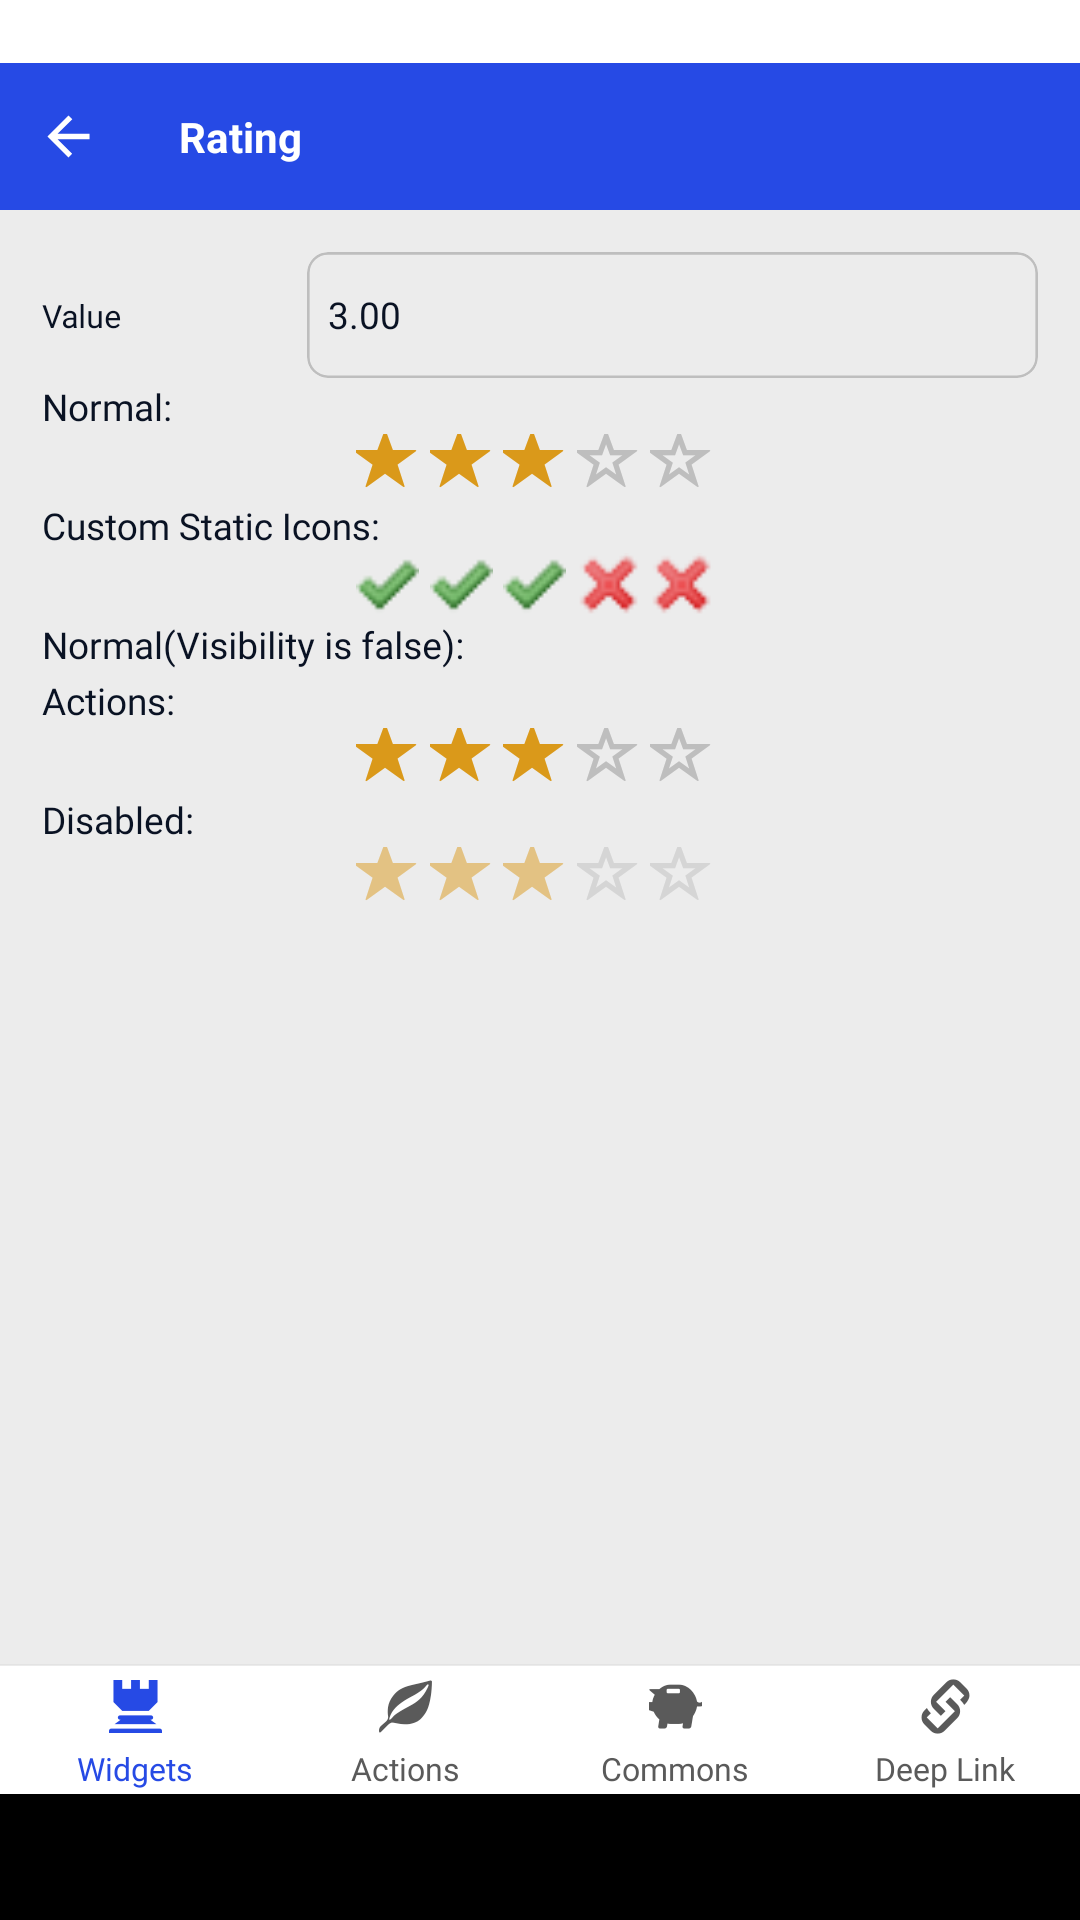 Rating
Value
3.00
Normal:
Custom Static Icons:
Normal(Visibility is false):
Actions:
Disabled:
Widgets
Actions
Commons
Deep Link